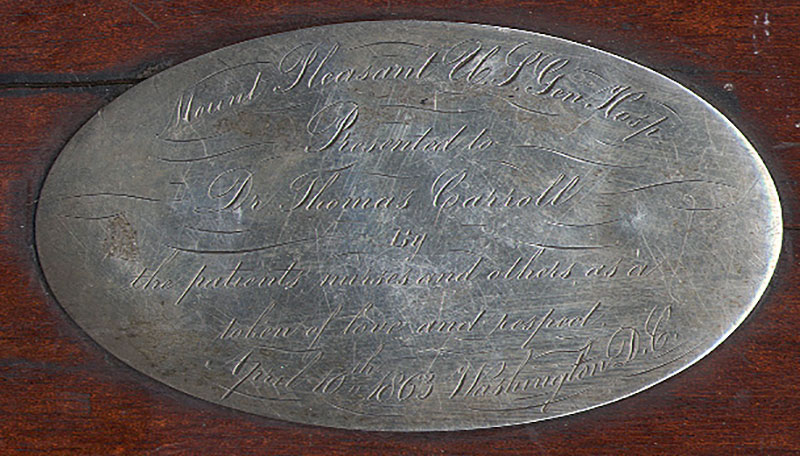 Mount Pleasant U.S. Gen. Hosp.
Presented to
Dr. Thomas Carroll
By
the patients nurses and others as a
token of love and respect.
April 10th 1863 Washington D.C.